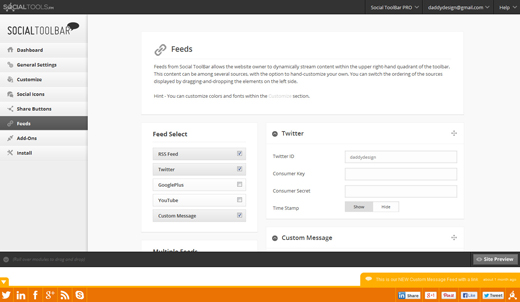 SOCIALTOOLS
Social Toolbar PRO
daddydesign@gmail.com
Help
SOCIALTOOLBAR
Dashboard
General Settings
Customize
Social Icons
Share Buttons
Feeds
Add-Ons
Install
Feeds
Feeds from Social Toolbar allows the website owner to dynamically stream content within the upper right-hand quadrant of the toolbar.
This content can be among several sources, with the option to hand-customize your own. You can switch the ordering of the sources
displayed by dragging-and-dropping the elements on the left side.
Hint - You can customize colors and fonts within the Customize section.
Feed Select
RSS Feed
Twitter
GooglePlus
YouTube
Custom Message
Twitter
Twitter ID
daddydesign
Consumer Key
Consumer Secret
Time Stamp
Show
Hide
Custom Message
Multiple Feeds
Site Preview
This is our NEW Custom Message Feed with a link
Share
+1
Pin it
Like
Tweet